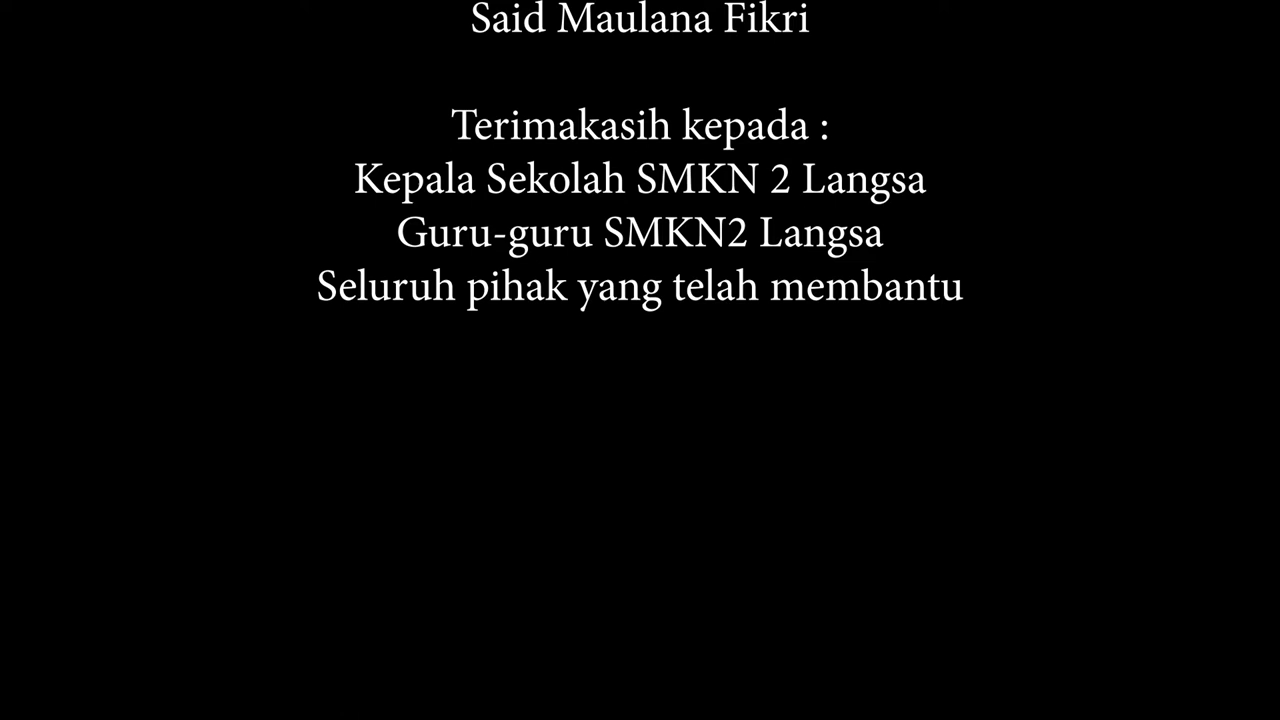 Said Maulana Fikri
Terimakasih kepada :
Kepala Sekolah SMKN 2 Langsa
Guru-guru SMKN2 Langsa
Seluruh pihak yang telah membantu